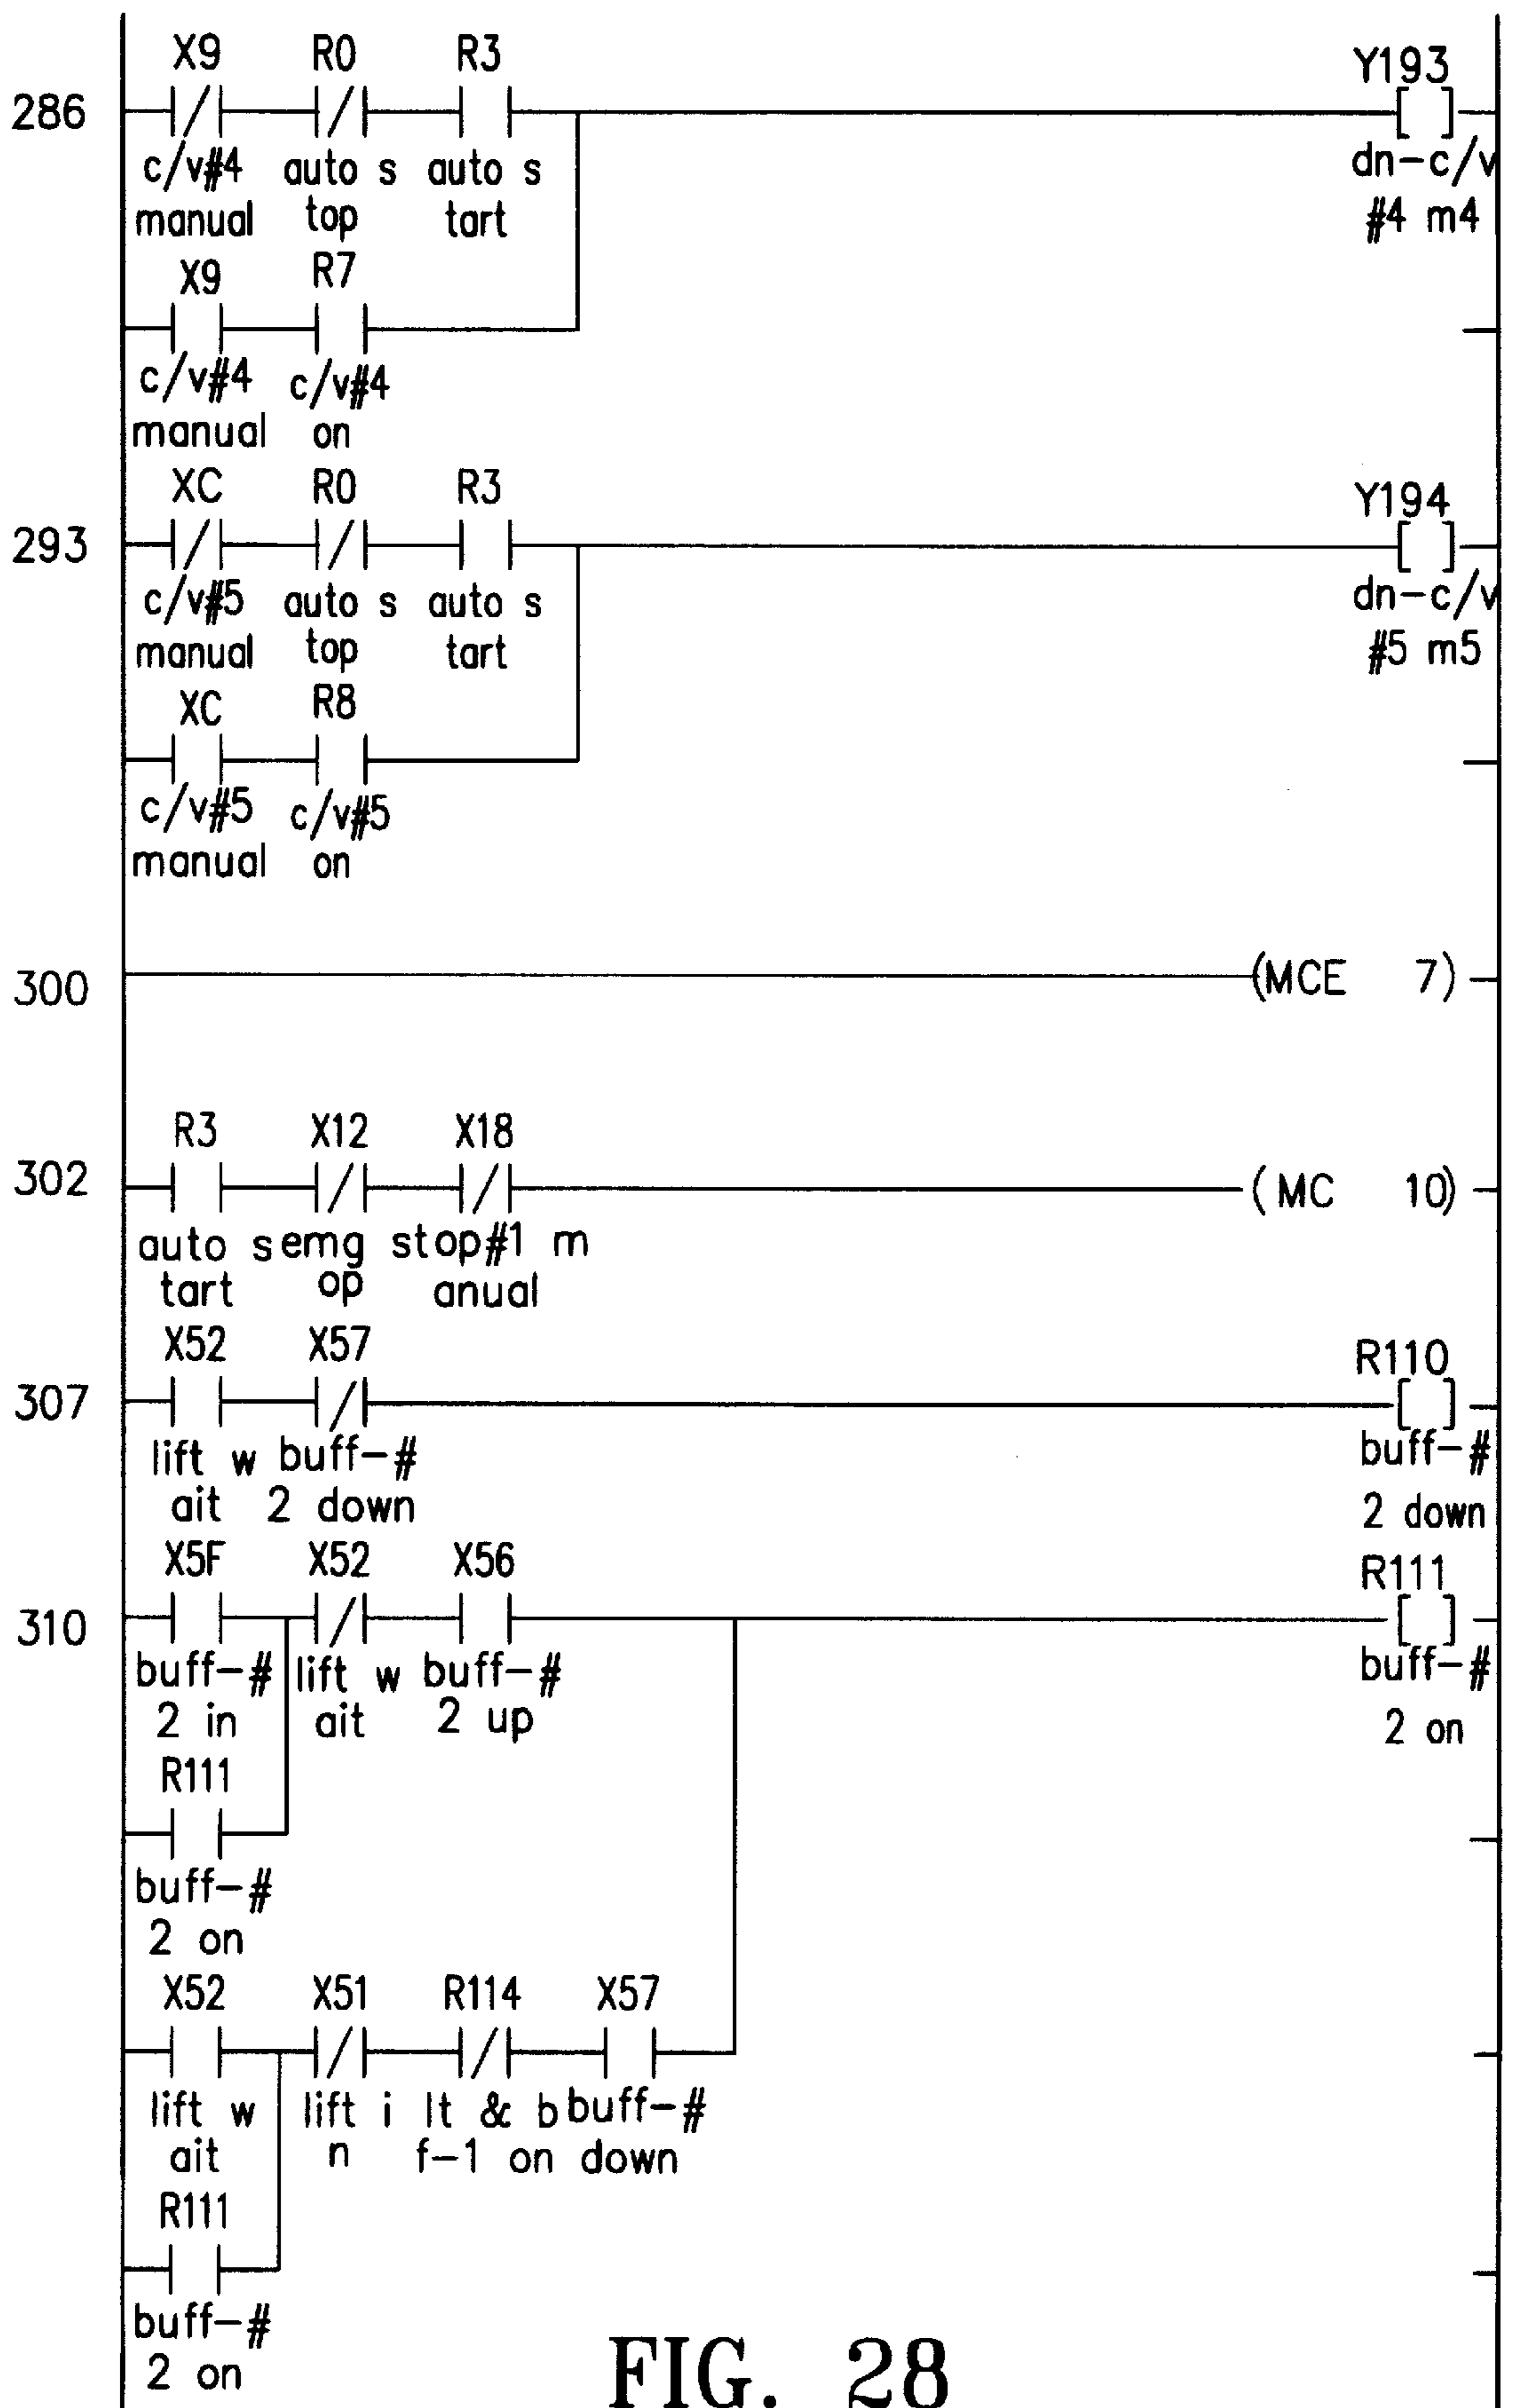 X9 R0 R3 Y193
286
c/v#4 auto s auto s dn-c/v
manual top tart #4 m4
X9 R7
c/v#4 c/v#4
manual on
XC R0 R3 Y194
293
c/v#5 auto s auto s dn-c/v
manual top tart #5 m5
XC R8
c/v#5 c/v#5
manual on
300 (MCE 7)
R3 X12 X18
302 (MC 10)
auto s emg st op#1 m
tart op anual
X52 X57 R110
307
lift w buff-# buff-#
ait 2 down 2 down
X5F X52 X56 R111
310
buff-# lift w buff-# buff-#
2 in ait 2 up 2 on
R111
buff-#
2 on
X52 X51 R114 X57
lift w lift i lt & b buff-#
ait n f-1 on down
R111
buff-#
2 on
FIG. 28